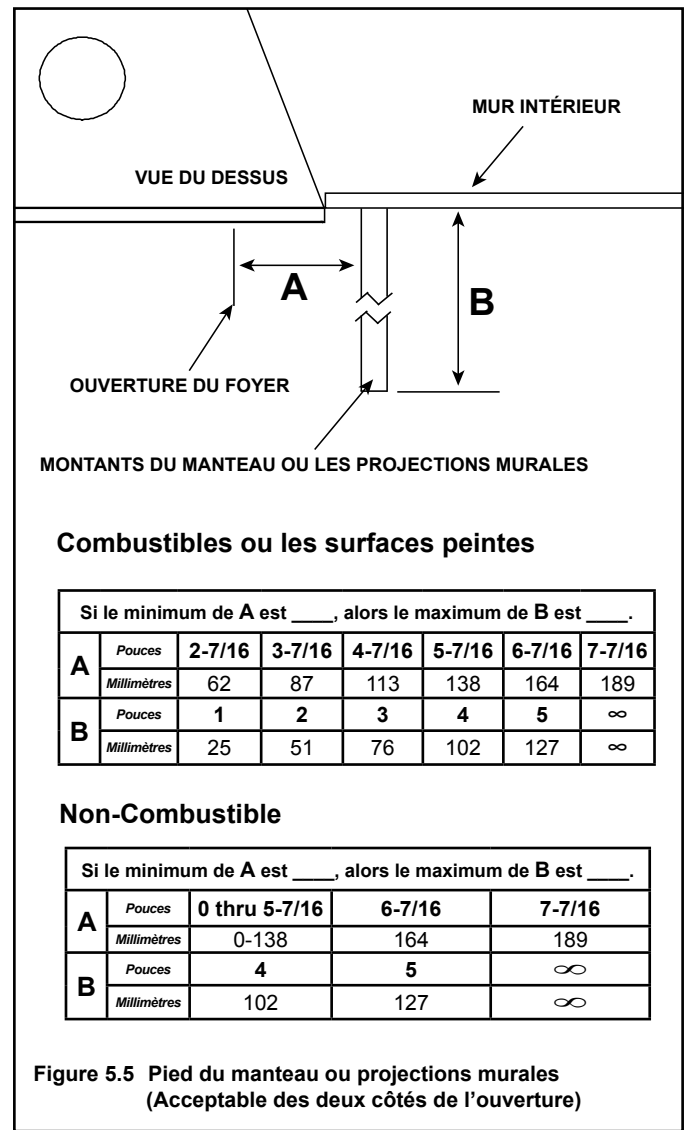 MUR INTÉRIEUR
VUE DU DESSUS
A
B
OUVERTURE DU FOYER
MONTANTS DU MANTEAU OU LES PROJECTIONS MURALES
Combustibles ou les surfaces peintes
Si le minimum de A est ____, alors le maximum de B est ____.
A Pouces 2-7/16 3-7/16 4-7/16 5-7/16 6-7/16 7-7/16
Millimètres 62 87 113 138 164 189
B Pouces 1 2 3 4 5 ∞
Millimètres 25 51 76 102 127 ∞
Non-Combustible
Si le minimum de A est ____, alors le maximum de B est ____.
A Pouces 0 thru 5-7/16 6-7/16 7-7/16
Millimètres 0-138 164 189
B Pouces 4 5 ∞
Millimètres 102 127 ∞
Figure 5.5 Pied du manteau ou projections murales
(Acceptable des deux côtés de l’ouverture)